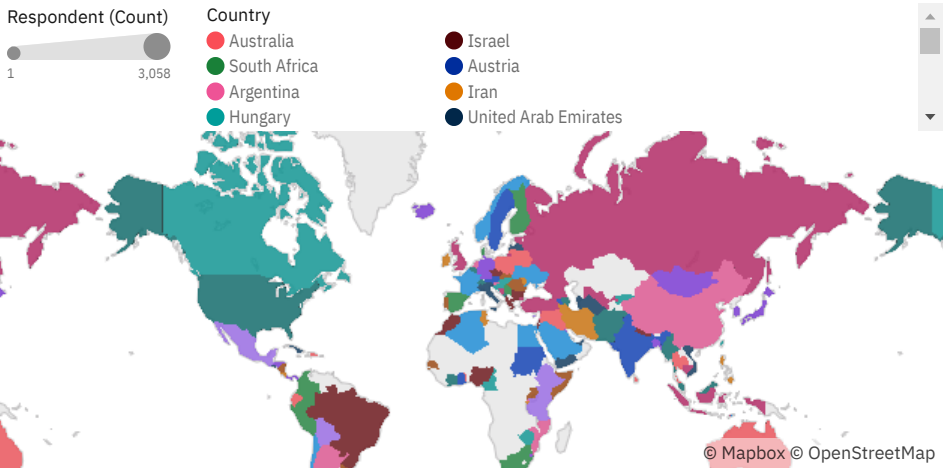 Respondent (Count)
1
3,058
Country
Australia
South Africa
Argentina
Hungary
Israel
Austria
Iran
United Arab Emirates
© Mapbox © OpenStreetMap